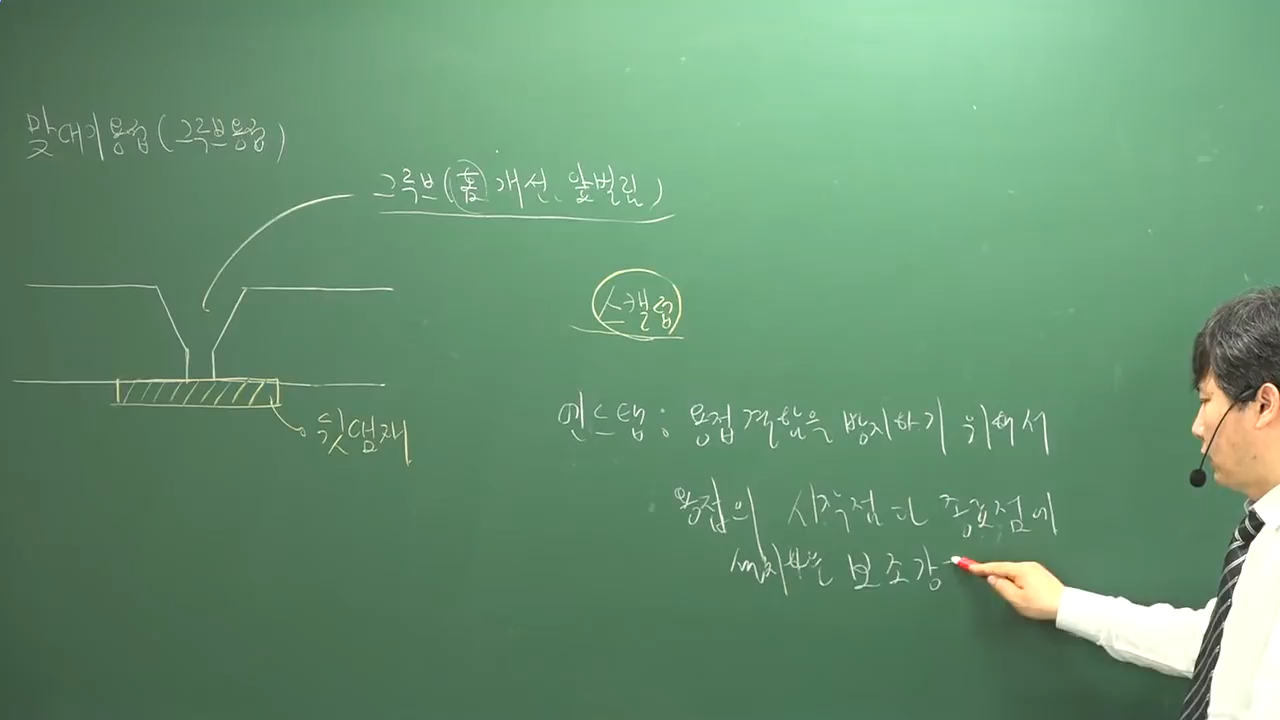 맞대기용접(그루브용접)
그루브(홈, 개선, 앞벌림)
스캘럽
뒷댐재
엔드탭 : 용접결함을 방지하기 위해서
용접의 시작점과 종료점에
설치하는 보조강